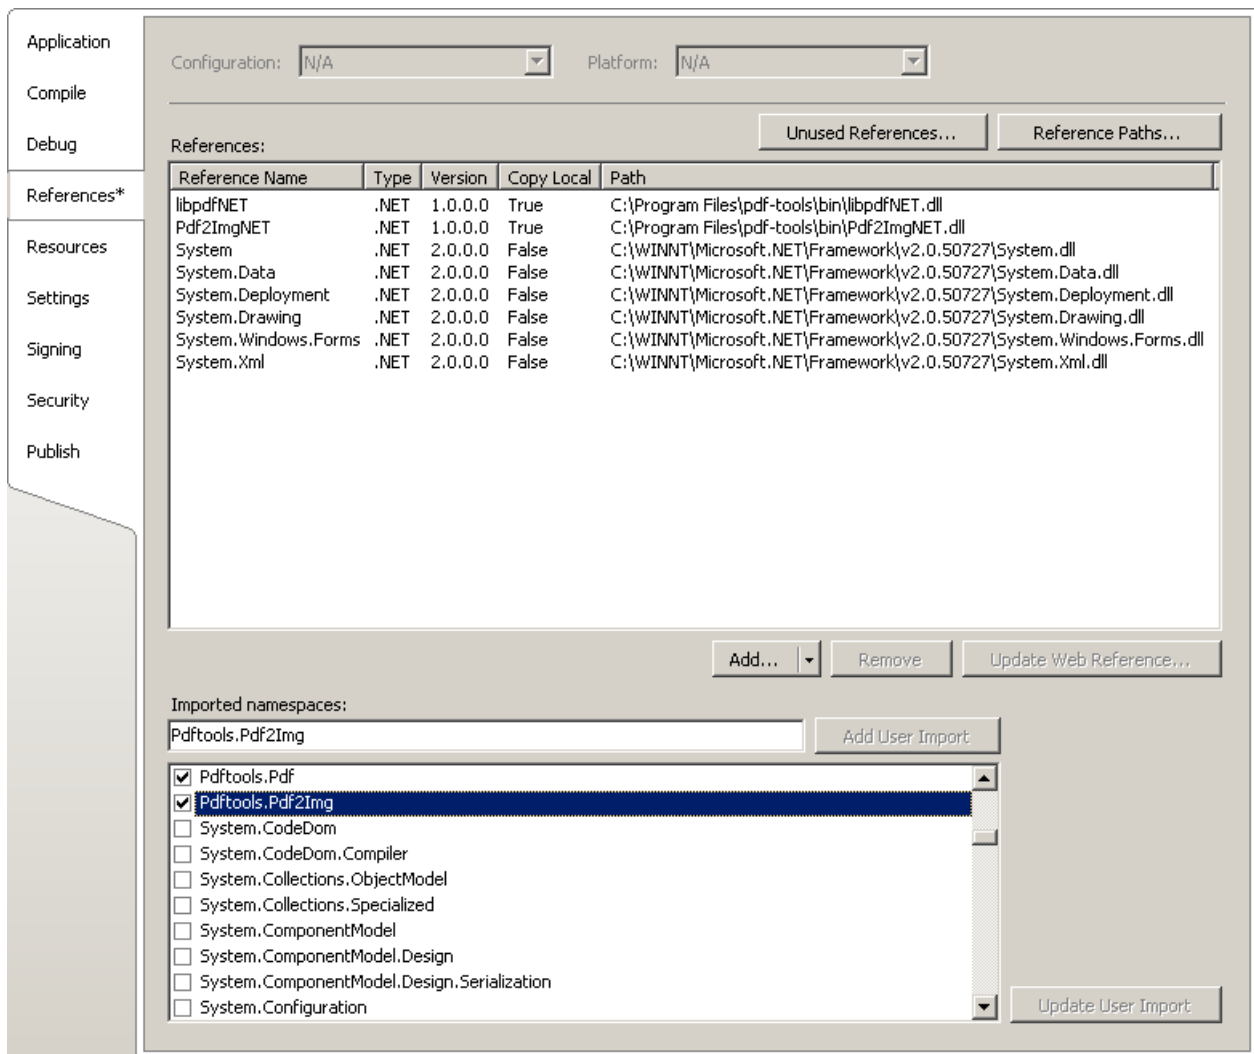 Application
Compile
Debug
References*
Resources
Settings
Signing
Security
Publish
Configuration: N/A Platform: N/A
Unused References... Reference Paths...
References:
Reference Name Type Version Copy Local Path
libpdfNET .NET 1.0.0.0 True C:\Program Files\pdf-tools\bin\libpdfNET.dll
Pdf2ImgNET .NET 1.0.0.0 True C:\Program Files\pdf-tools\bin\Pdf2ImgNET.dll
System .NET 2.0.0.0 False C:\WINNT\Microsoft.NET\Framework\v2.0.50727\System.dll
System.Data .NET 2.0.0.0 False C:\WINNT\Microsoft.NET\Framework\v2.0.50727\System.Data.dll
System.Deployment .NET 2.0.0.0 False C:\WINNT\Microsoft.NET\Framework\v2.0.50727\System.Deployment.dll
System.Drawing .NET 2.0.0.0 False C:\WINNT\Microsoft.NET\Framework\v2.0.50727\System.Drawing.dll
System.Windows.Forms .NET 2.0.0.0 False C:\WINNT\Microsoft.NET\Framework\v2.0.50727\System.Windows.Forms.dll
System.Xml .NET 2.0.0.0 False C:\WINNT\Microsoft.NET\Framework\v2.0.50727\System.Xml.dll
Add... Remove Update Web Reference...
Imported namespaces:
Pdftools.Pdf2Img Add User Import
Pdftools.Pdf
Pdftools.Pdf2Img
System.CodeDom
System.CodeDom.Compiler
System.Collections.ObjectModel
System.Collections.Specialized
System.ComponentModel
System.ComponentModel.Design
System.ComponentModel.Design.Serialization
System.Configuration
Update User Import